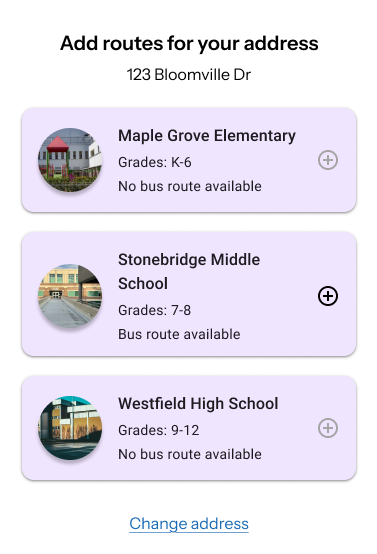 Add routes for your address
123 Bloomville Dr
Maple Grove Elementary
Grades: K-6
No bus route available
Stonebridge Middle
School
Grades: 7-8
Bus route available
Westfield High School
Grades: 9-12
No bus route available
Change address